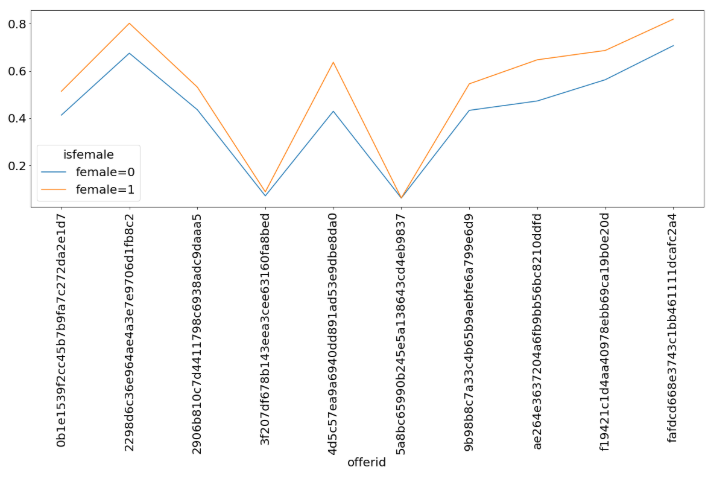 0.8
0.6
0.4
0.2
isfemale
female=0
female=1
0b1e1539f2cc45b7b9fa7c272da2e1d7
2298d6c36e964ae4a3e7e9706d1fb8c2
2906b810c7d4411798c6938adc9daaa5
3f207df678b143eea3cee63160fa8bed
4d5c57ea9a6940dd891ad53e9dbe8da0
5a8bc65990b245e5a138643cd4eb9837
9b98b8c7a33c4b65b9aebfe6a799e6d9
ae264e3637204a6fb9bb56bc8210ddfd
f19421c1d4aa40978ebb69ca19b0e20d
fafdcd668e3743c1bb461111dcafc2a4
offerid